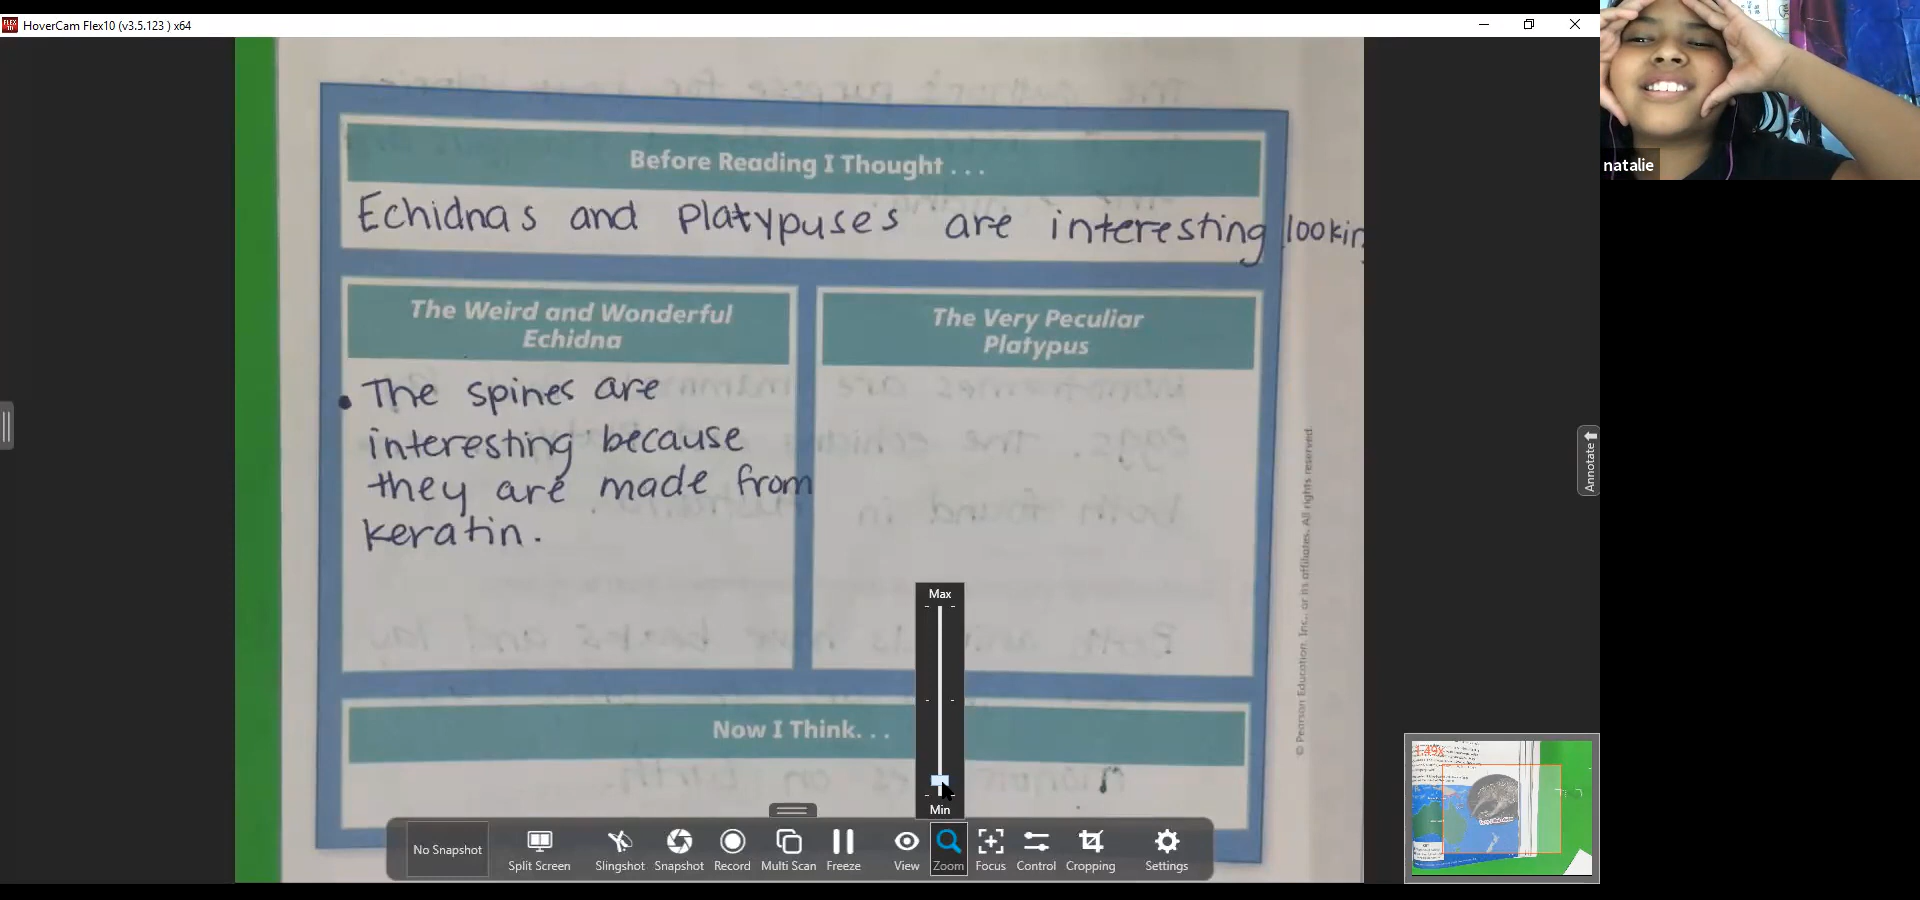 HoverCam Flex10 (v3.5.123 ) x64
natalie
Before Reading I Thought . . .
Echidnas and Platypuses are interesting lookin
The Weird and Wonderful
Echidna
The Very Peculiar
Platypus
• The spines are
interesting because
they are made from
keratin.
Now I Think. . .
© Pearson Education, Inc., or its affiliates. All rights reserved.
Annotate
Max
Min
No Snapshot
Split Screen
Slingshot
Snapshot
Record
Multi Scan
Freeze
View
Zoom
Focus
Control
Cropping
Settings
1.49X